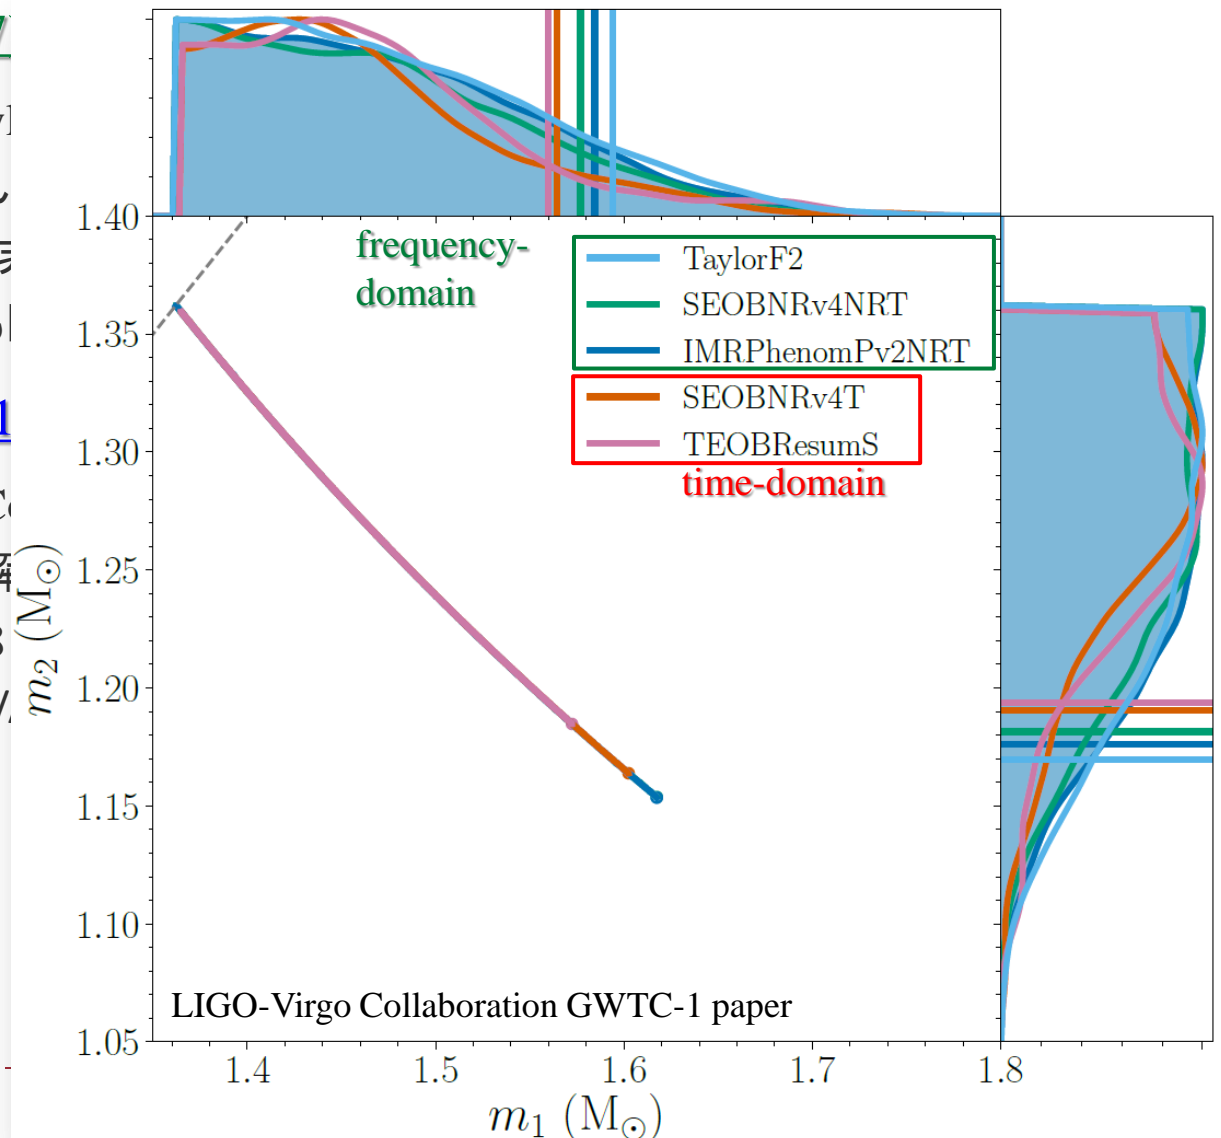 1.40
1.35
1.30
1.25
1.20
1.15
1.10
1.05
m₂ (M⊙)
frequency-
domain
TaylorF2
SEOBNRv4NRT
IMRPhenomPv2NRT
SEOBNRv4T
TEOBResumS
time-domain
LIGO-Virgo Collaboration GWTC-1 paper
1.4 1.5 1.6 1.7 1.8
m₁ (M⊙)